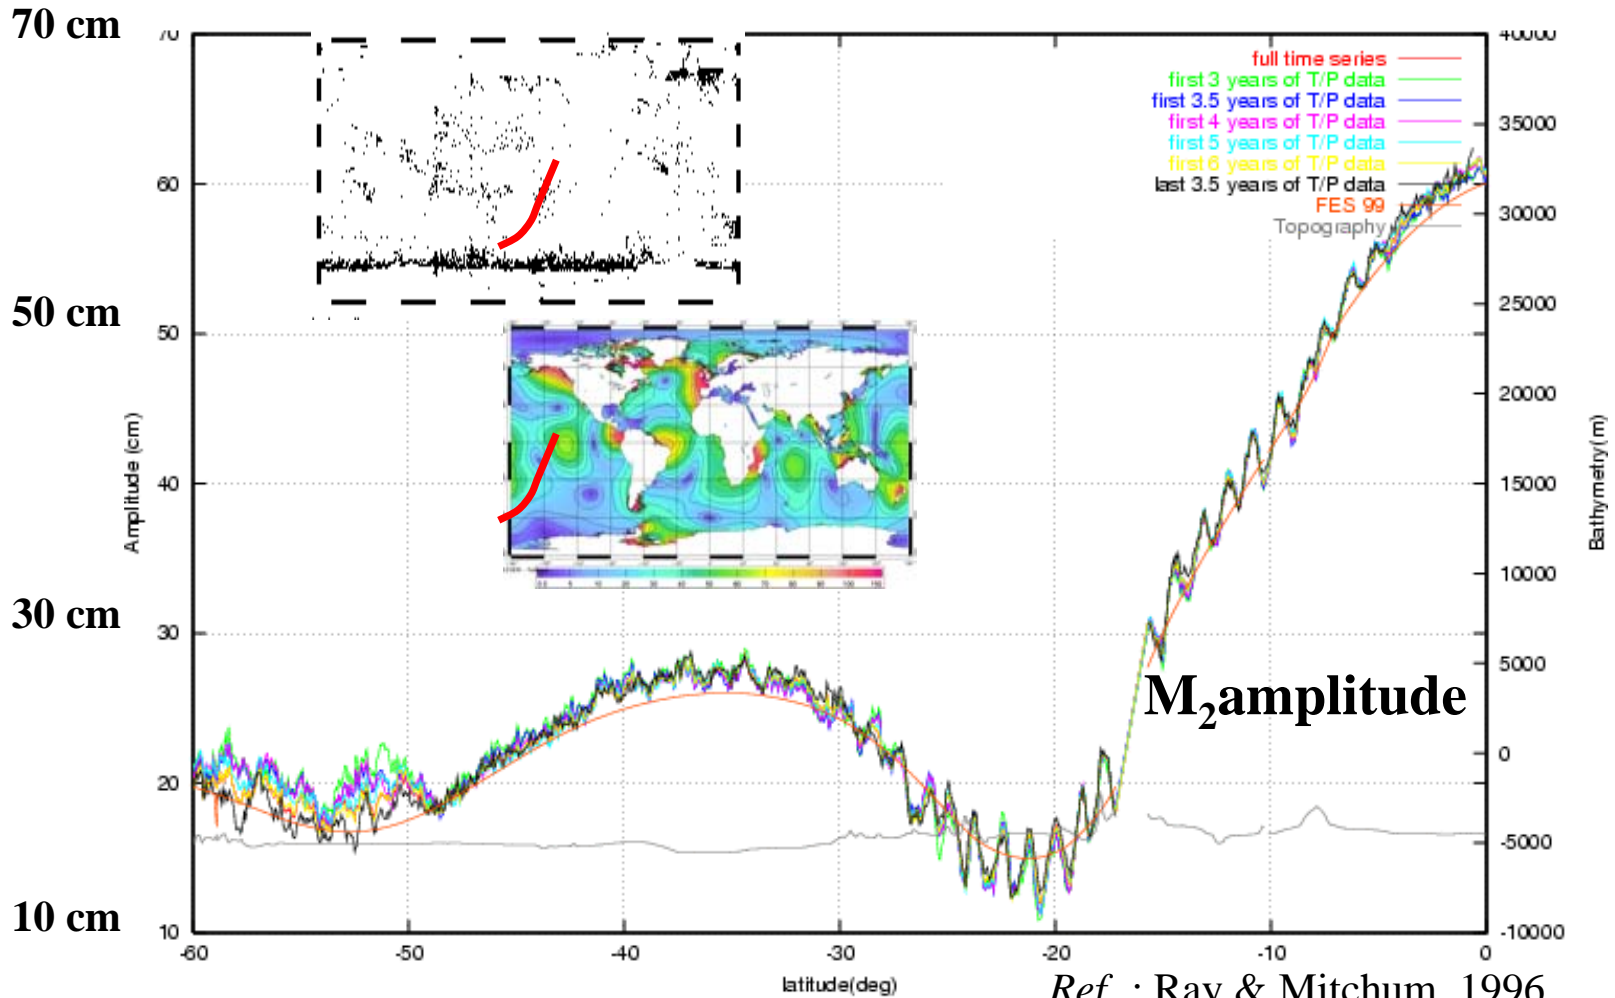 70 cm
50 cm
30 cm
10 cm
Amplitude (cm)
60
50
40
30
20
10
-60
-50
-40
-30
-20
-10
0
latitude(deg)
full time series
first 3 years of T/P data
first 3.5 years of T/P data
first 4 years of T/P data
first 5 years of T/P data
first 6 years of T/P data
last 3.5 years of T/P data
FES 99
Topography
M2amplitude
35000
30000
25000
20000
15000
10000
5000
0
-5000
-10000
Bathymetry(m)
Ref. : Ray & Mitchum, 1996